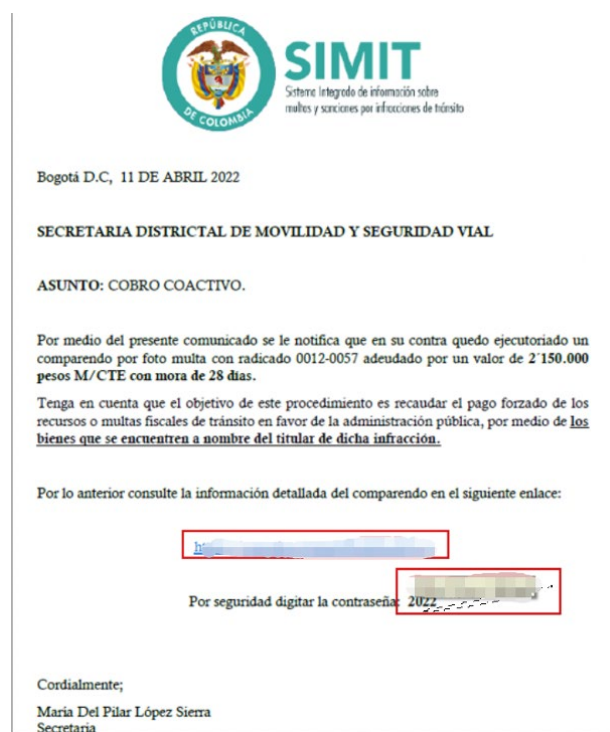 REPÚBLICA
DE COLOMBIA
SIMIT
Sistema Integrado de información sobre
multas y sanciones por infracciones de tránsito
Bogotá D.C, 11 DE ABRIL 2022
SECRETARIA DISTRICTAL DE MOVILIDAD Y SEGURIDAD VIAL
ASUNTO: COBRO COACTIVO.
Por medio del presente comunicado se le notifica que en su contra quedo ejecutoriado un
comparendo por foto multa con radicado 0012-0057 adeudado por un valor de 2´150.000
pesos M/CTE con mora de 28 días.
Tenga en cuenta que el objetivo de este procedimiento es recaudar el pago forzado de los
recursos o multas fiscales de tránsito en favor de la administración pública, por medio de los
bienes que se encuentren a nombre del titular de dicha infracción.
Por lo anterior consulte la información detallada del comparendo en el siguiente enlace:
Por seguridad digitar la contraseña: 2022
Cordialmente;
Maria Del Pilar López Sierra
Secretaria